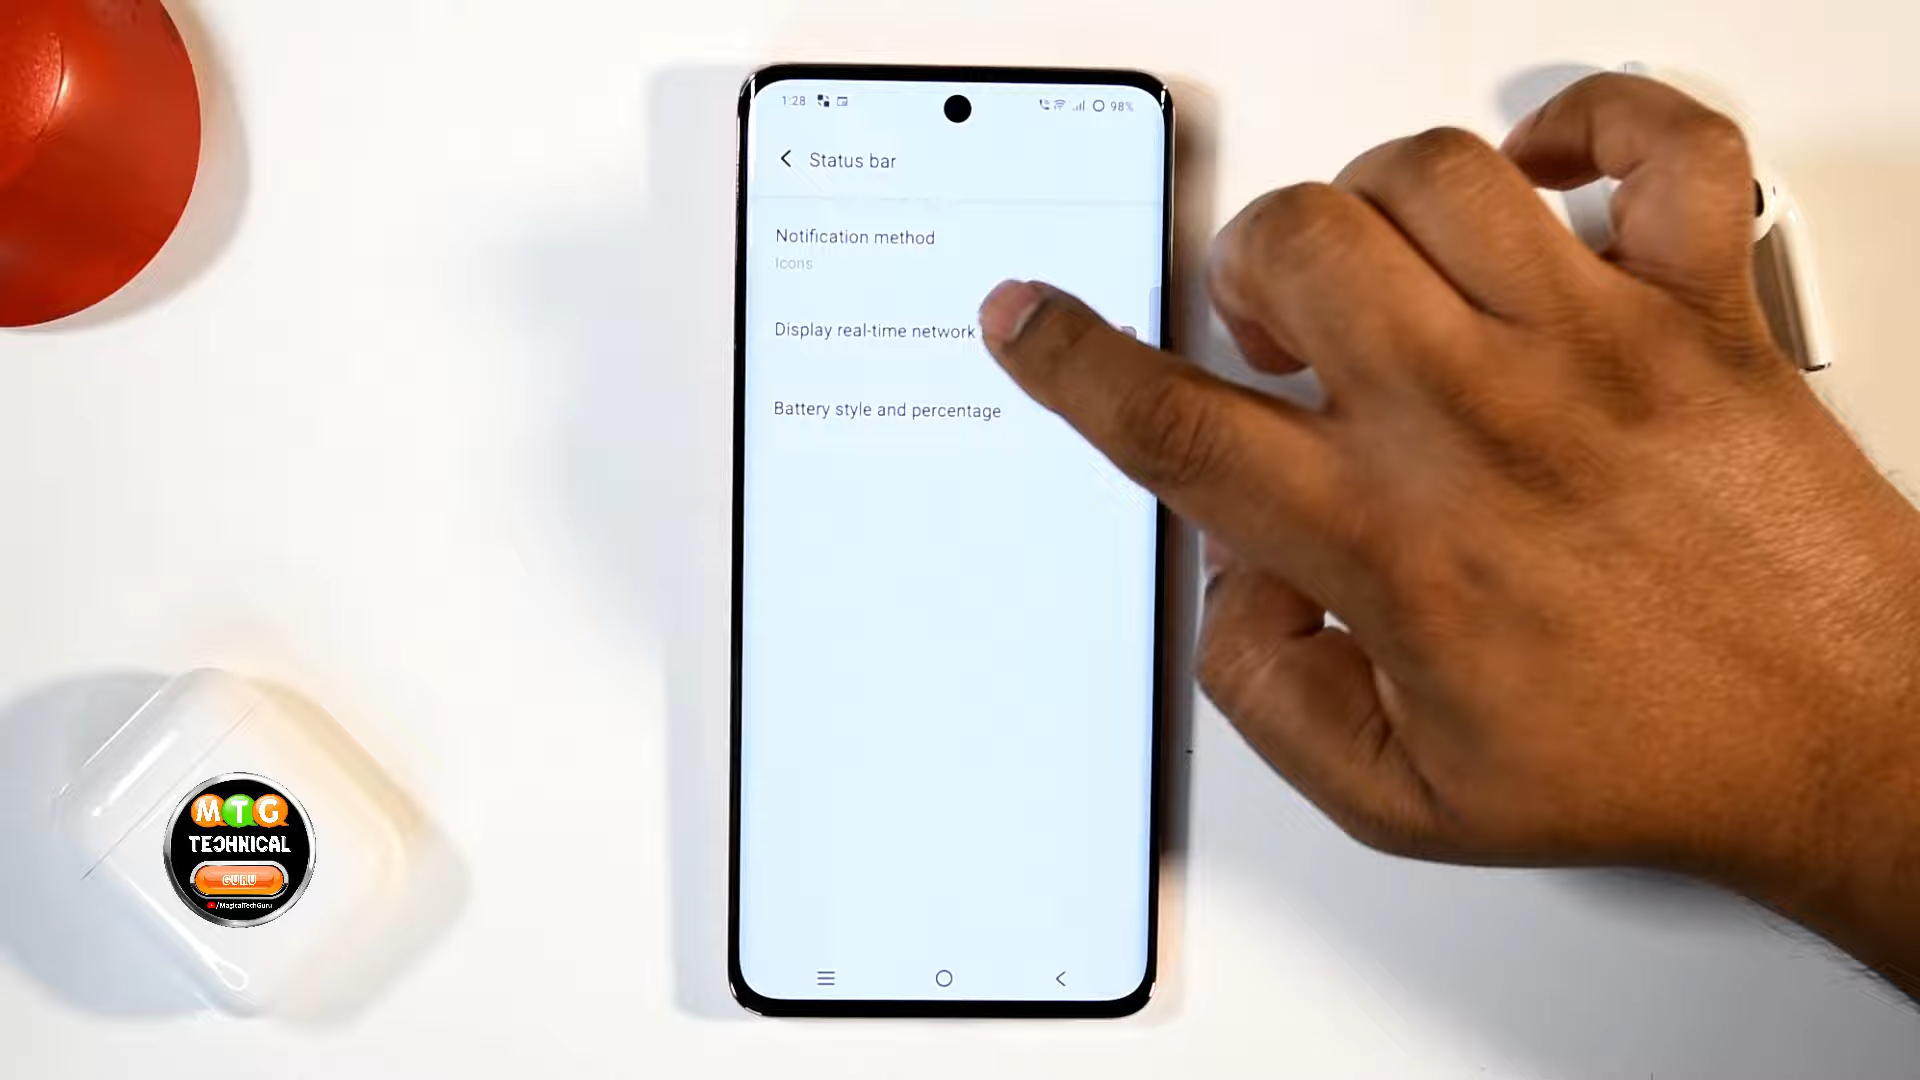 1:28
98%
Status bar
Notification method
Icons
Display real-time network
Battery style and percentage
MTG
TECHNICAL
GURU
/MagicalTechGuru